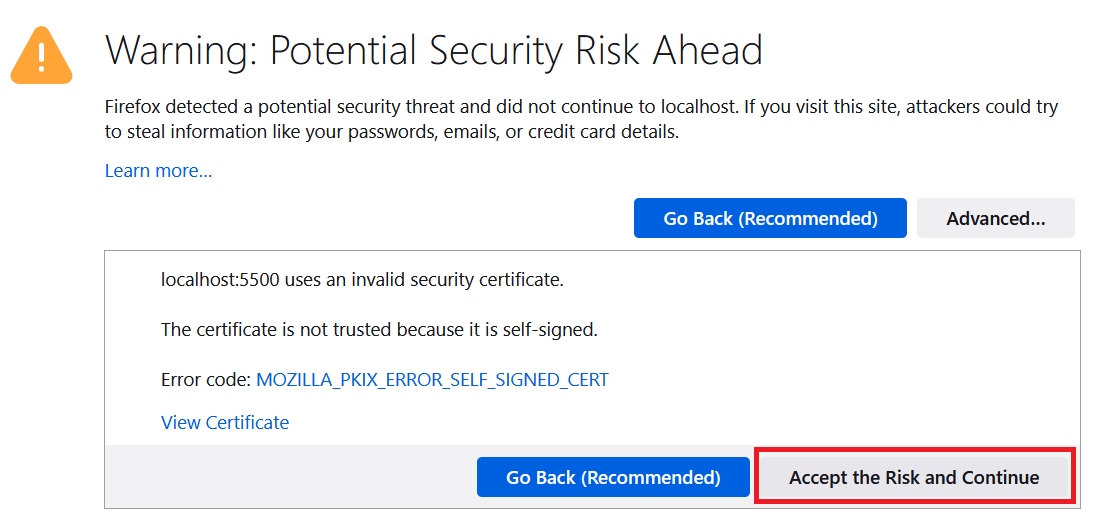 Warning: Potential Security Risk Ahead
Firefox detected a potential security threat and did not continue to localhost. If you visit this site, attackers could try
to steal information like your passwords, emails, or credit card details.
Learn more...
Go Back (Recommended)
Advanced...
localhost:5500 uses an invalid security certificate.
The certificate is not trusted because it is self-signed.
Error code: MOZILLA_PKIX_ERROR_SELF_SIGNED_CERT
View Certificate
Go Back (Recommended)
Accept the Risk and Continue